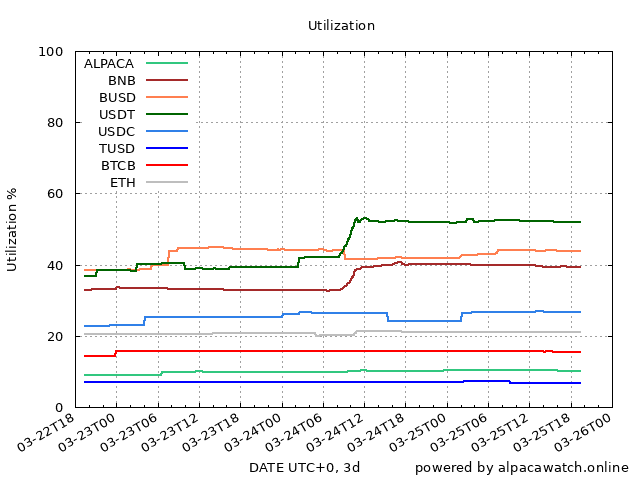 Utilization
100
80
60
40
20
0
Utilization %
ALPACA
BNB
BUSD
USDT
USDC
TUSD
BTCB
ETH
03-22T18
03-23T00
03-23T06
03-23T12
03-23T18
03-24T00
03-24T06
03-24T12
03-24T18
03-25T00
03-25T06
03-25T12
03-25T18
03-26T00
DATE UTC+0, 3d
powered by alpacawatch.online